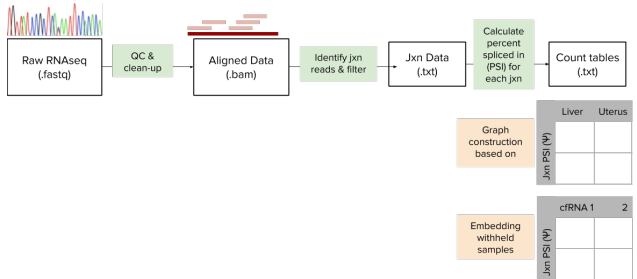 Raw RNAseq
(.fastq)
QC &
clean-up
Aligned Data
(.bam)
Identify jxn
reads & filter
Jxn Data
(.txt)
Calculate
percent
spliced in
(PSI) for
each jxn
Count tables
(.txt)
Graph
construction
based on
Liver Uterus
Jxn PSI (Ψ)
Embedding
withheld
samples
cfRNA 1 2
Jxn PSI (Ψ)